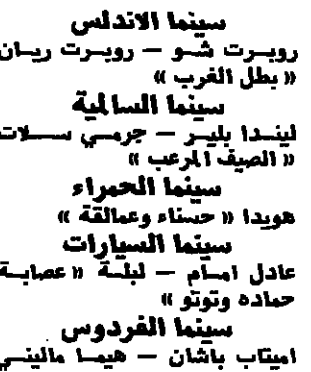 سينما الاندلس
روبرت شو — روبرت ريان
« بطل الغرب »
سينما السالمية
ليندا بلير — جرمي سلات
« الصيف المرعب »
سينما الحمراء
هويدا « حسناء وعمالقة »
سينما السيارات
عادل امام — لبلبة « عصابة
حماده وتوتو »
سينما الفردوس
اميتاب باشان — هيما ماليني